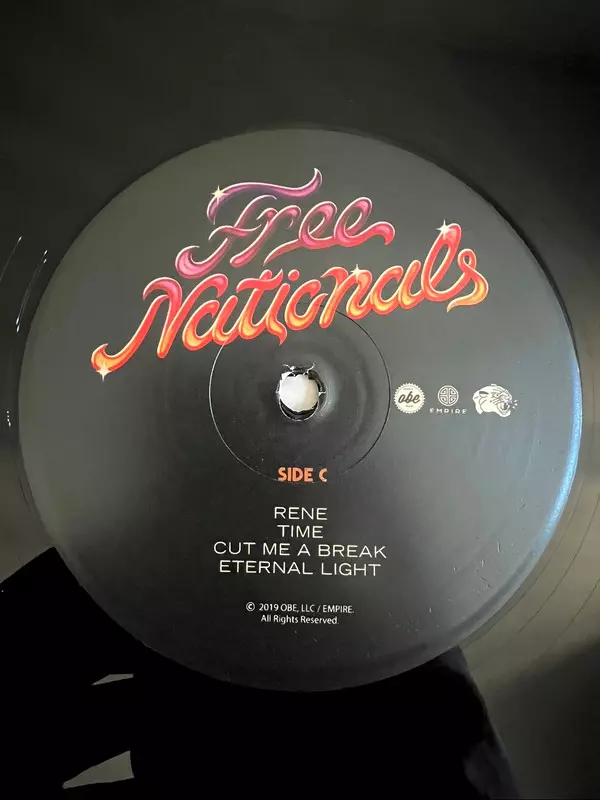 Free
Nationals
obe
EMPIRE
SIDE C
RENE
TIME
CUT ME A BREAK
ETERNAL LIGHT
© 2019 OBE, LLC / EMPIRE.
All Rights Reserved.